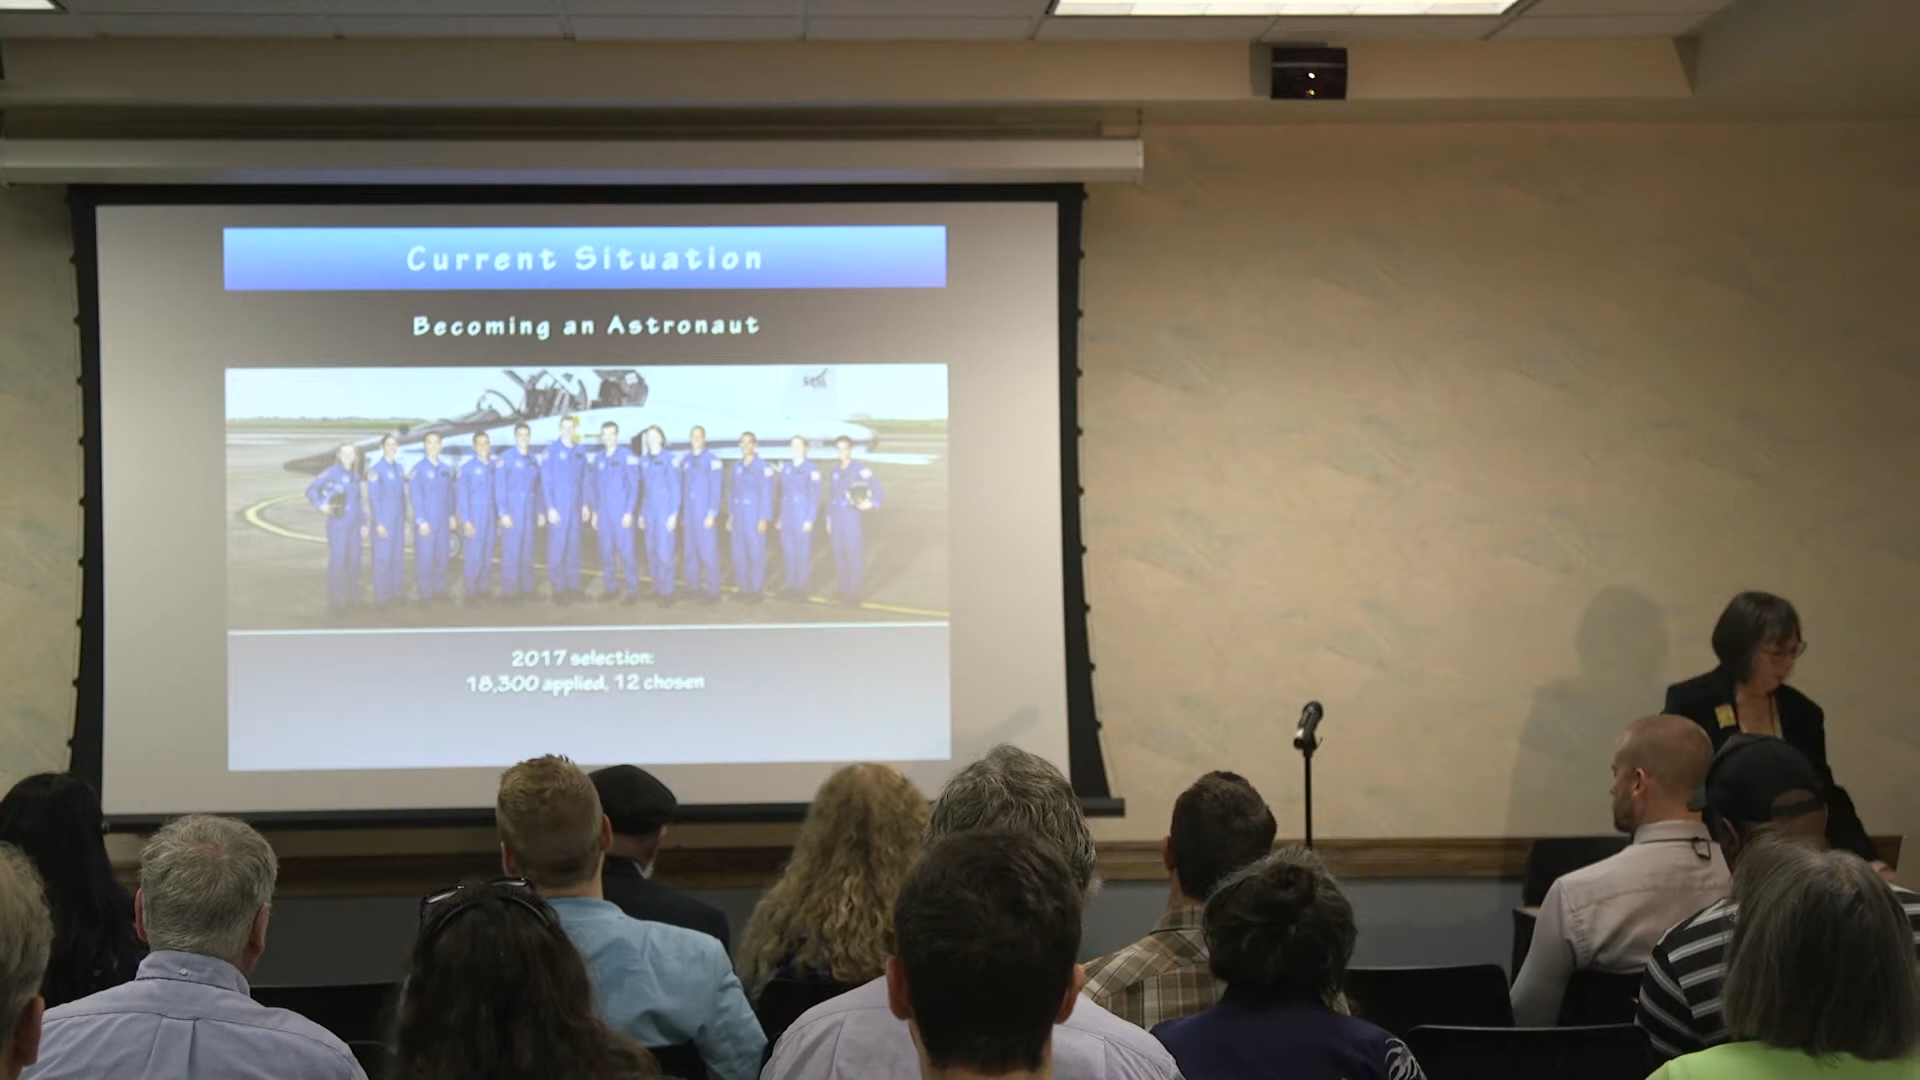 Current Situation
Becoming an Astronaut
2017 selection:
18,300 applied, 12 chosen